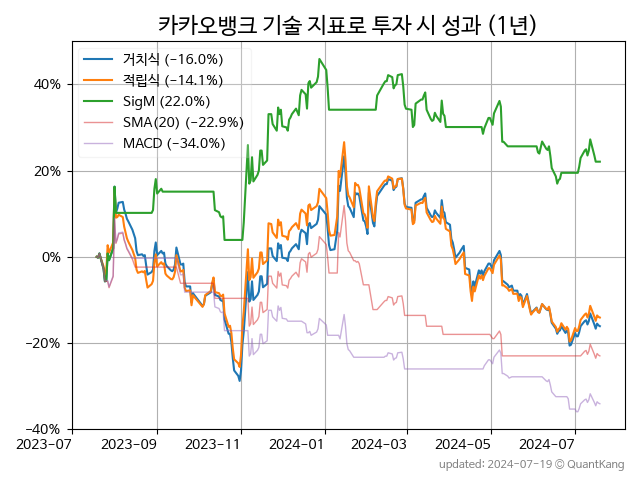 카카오뱅크 기술 지표로 투자 시 성과 (1년)
거치식 (−16.0%)
적립식 (−14.1%)
SigM (22.0%)
SMA(20) (−22.9%)
MACD (−34.0%)
40%
20%
0%
−20%
−40%
2023-07 2023-09 2023-11 2024-01 2024-03 2024-05 2024-07
updated: 2024-07-19 © QuantKang